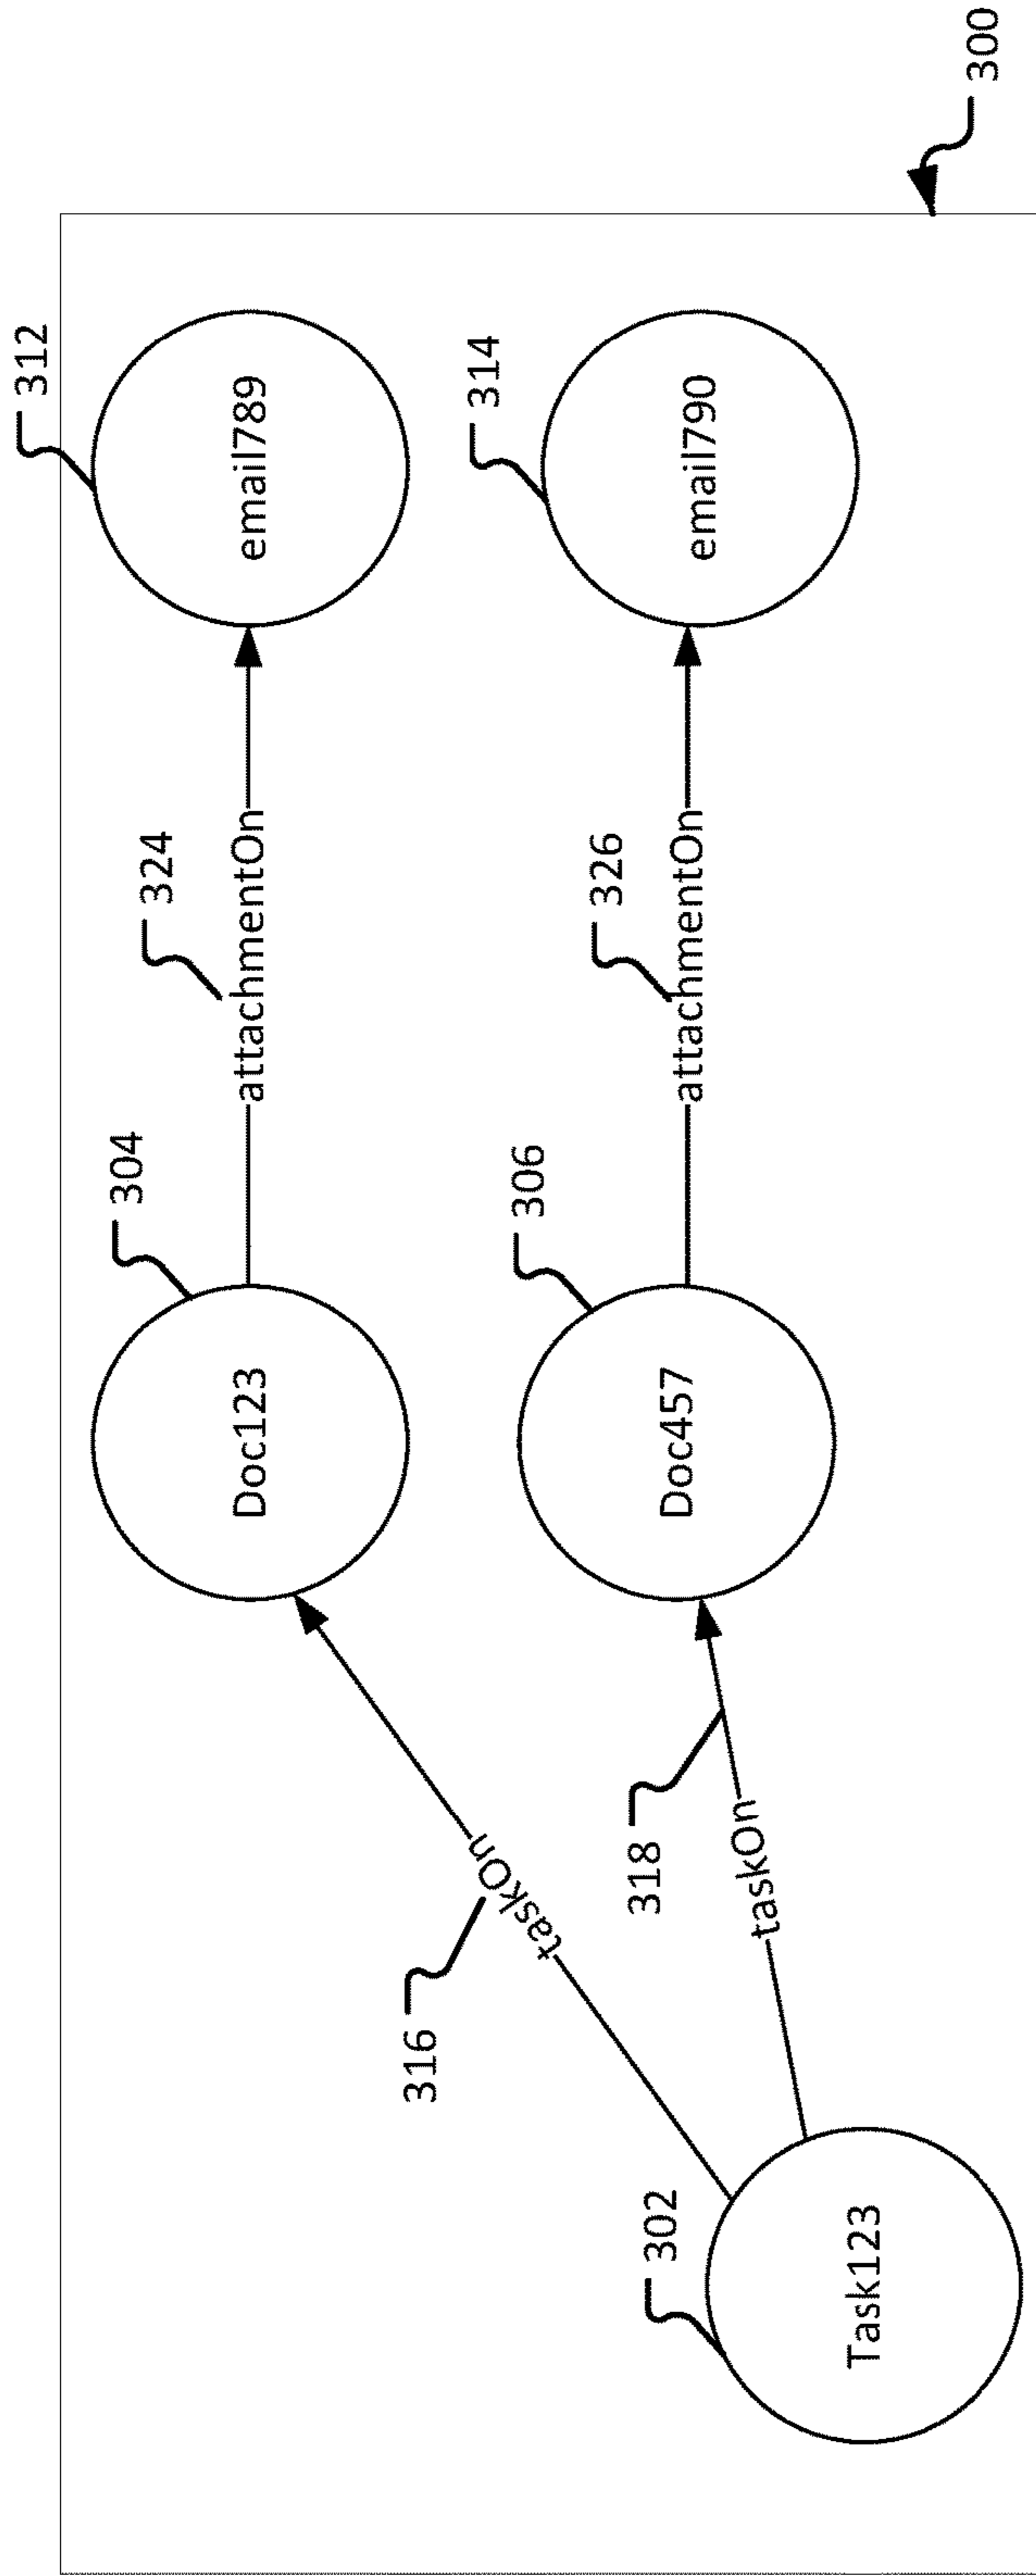 312
324
304
email789
attachmentOn
Doc123
314
316
taskOn
326
306
email790
attachmentOn
Doc457
318
taskOn
302
Task123
300